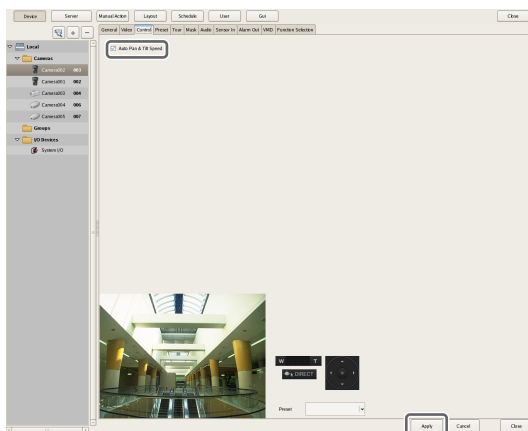 Device Server Manual Action Layout Schedule User Gui Close
General Video Control Preset Tour Mask Audio Sensor In Alarm Out VMD Function Selection
Auto Pan & Tilt Speed
Local
Cameras
Camera002 003
Camera001 002
Camera003 004
Camera004 006
Camera005 007
Groups
I/O Devices
System I/O
W T
DIRECT
Preset
Apply Cancel Close